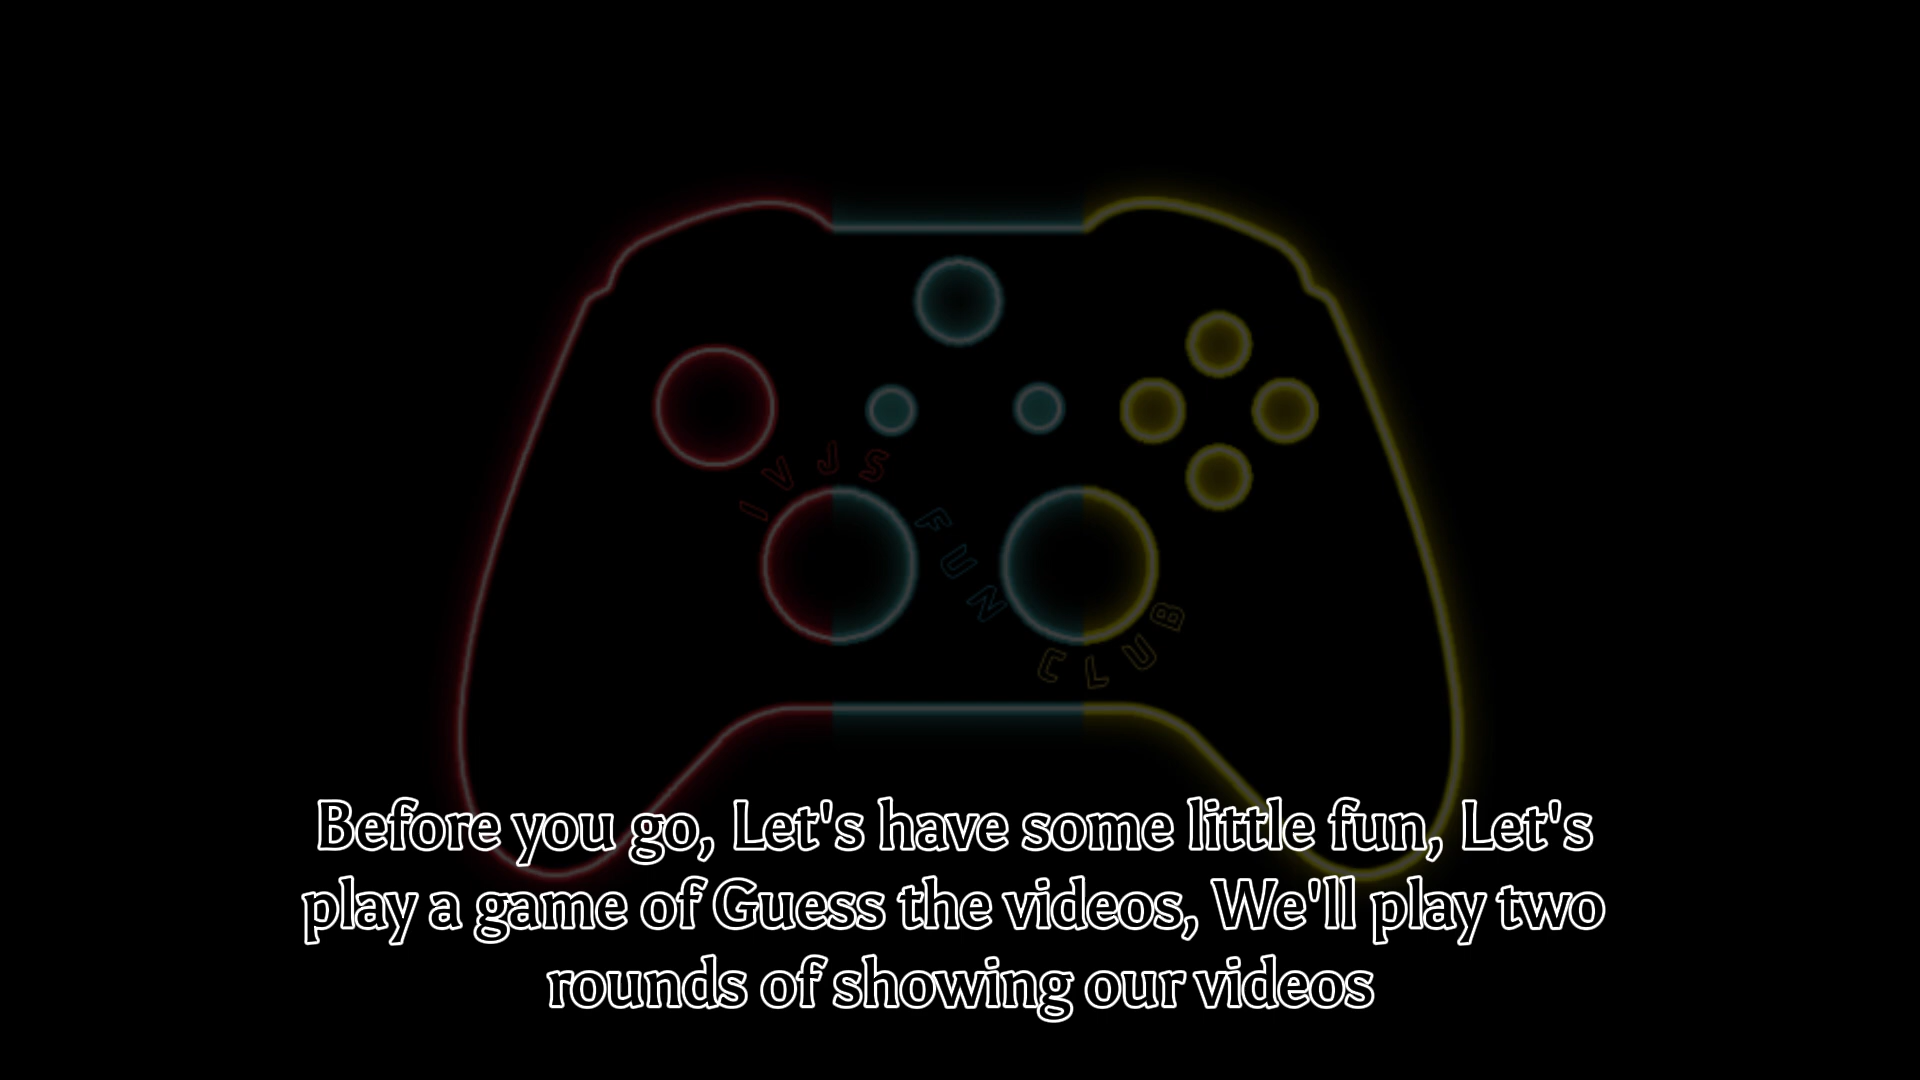 IVJS
FUN
CLUB
Before you go, Let's have some little fun, Let's
play a game of Guess the videos, We'll play two
rounds of showing our videos